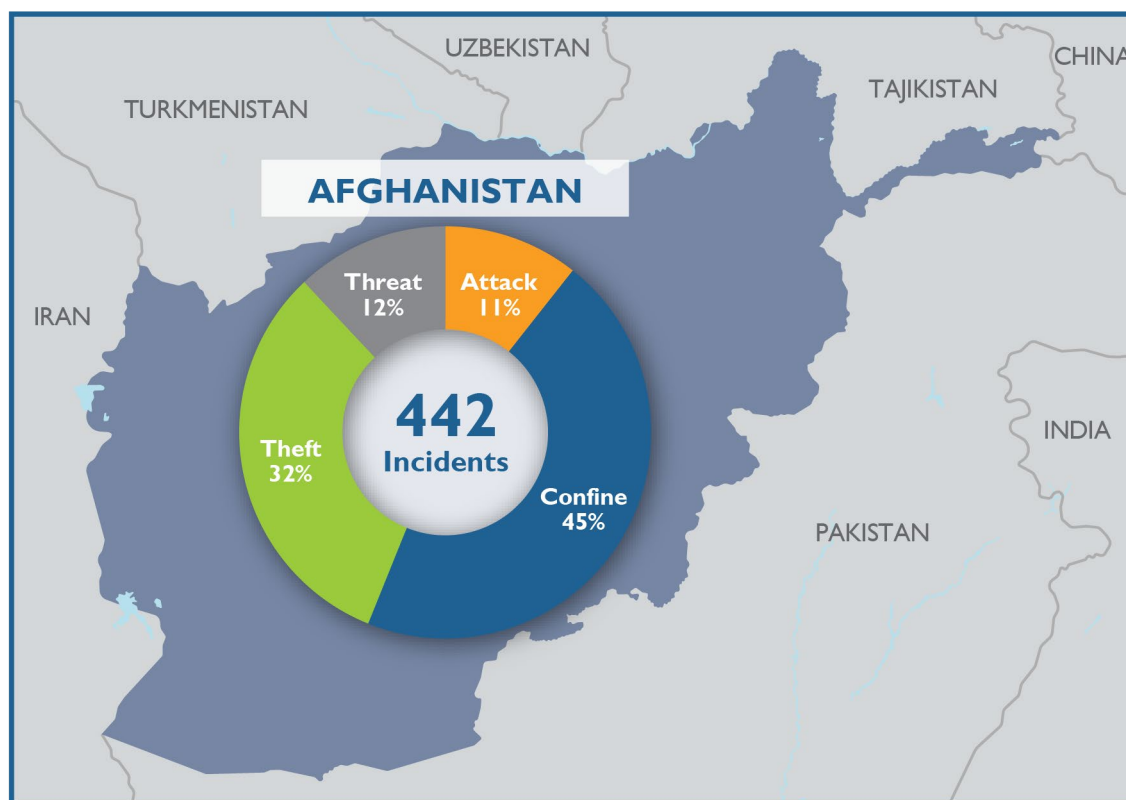 UZBEKISTAN
CHINA
TAJIKISTAN
TURKMENISTAN
AFGHANISTAN
Threat
12%
Attack
11%
IRAN
442
Incidents
Theft
32%
INDIA
Confine
45%
PAKISTAN